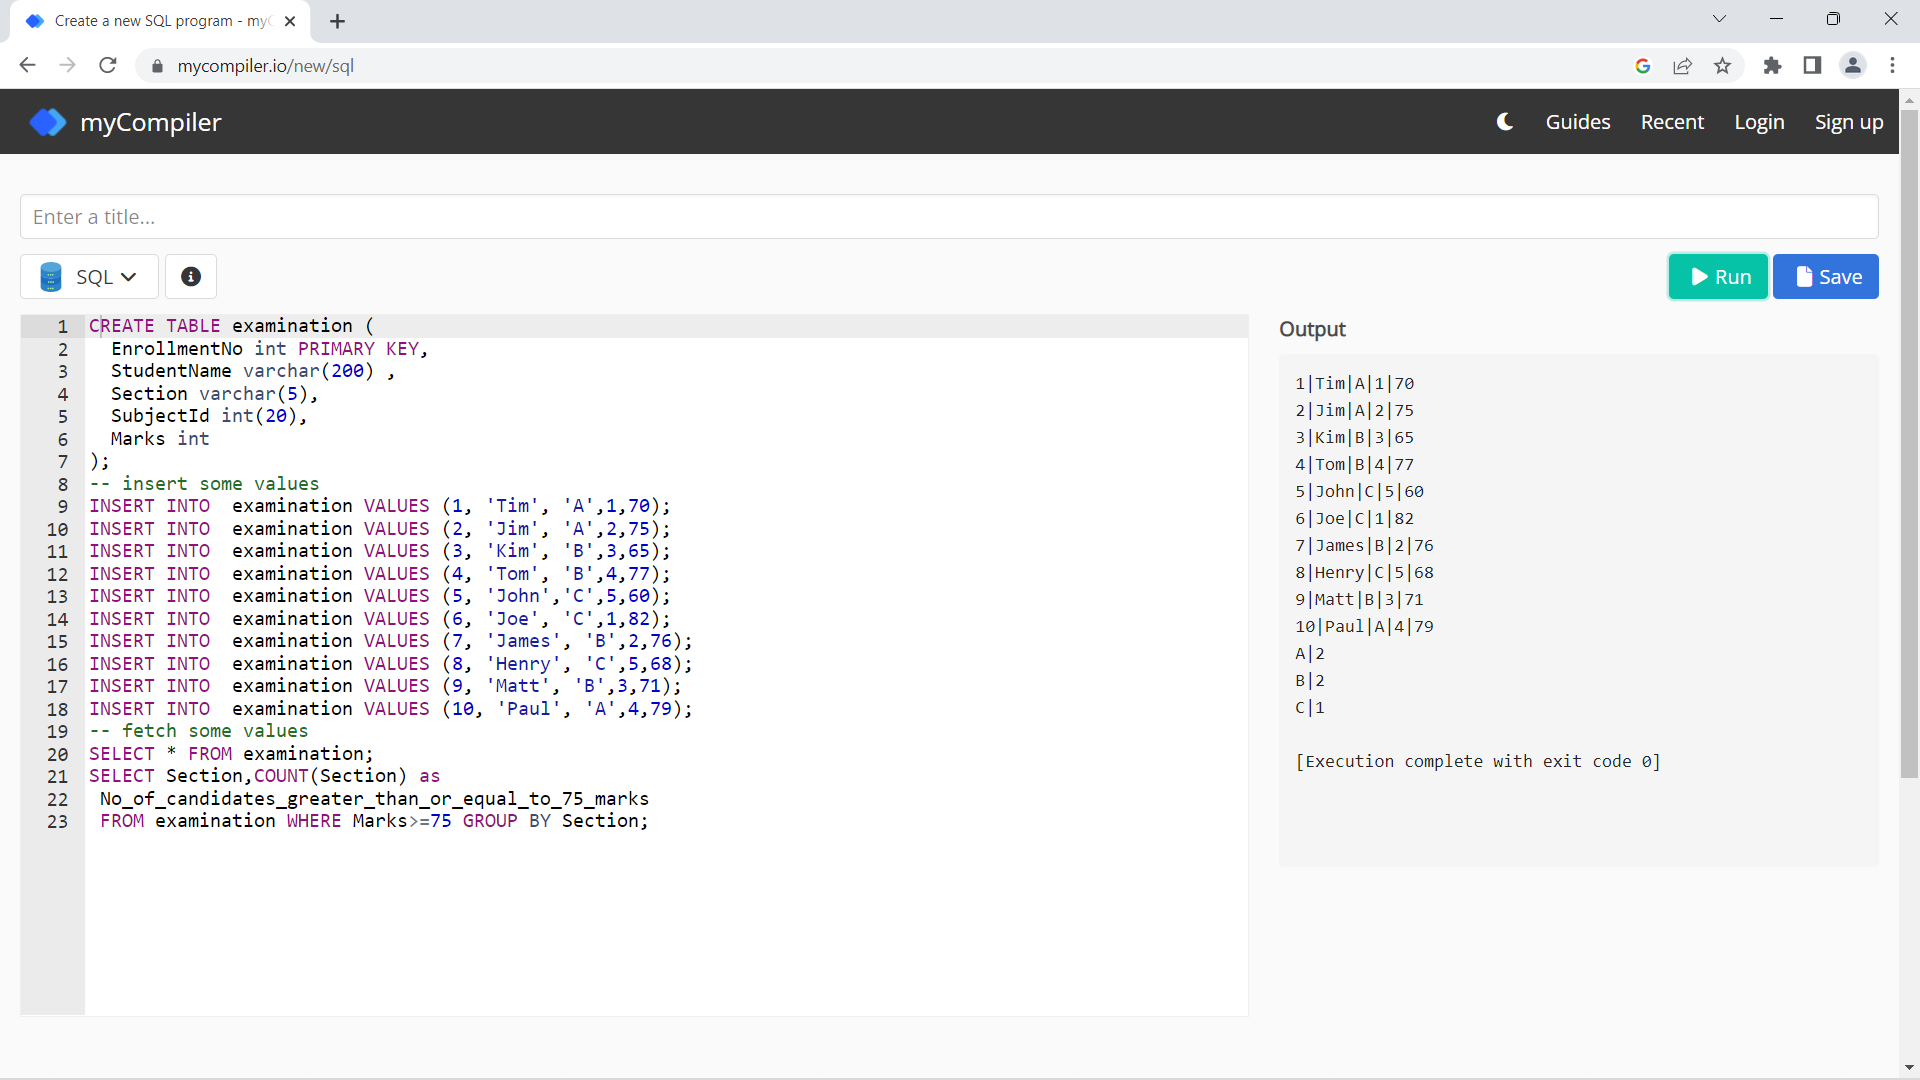 Create a new SQL program - myC
mycompiler.io/new/sql
myCompiler
Guides Recent Login Sign up
Enter a title...
SQL
Run Save
1 CREATE TABLE examination (
2   EnrollmentNo int PRIMARY KEY,
3   StudentName varchar(200) ,
4   Section varchar(5),
5   SubjectId int(20),
6   Marks int
7 );
8 -- insert some values
9 INSERT INTO  examination VALUES (1, 'Tim', 'A',1,70);
10 INSERT INTO  examination VALUES (2, 'Jim', 'A',2,75);
11 INSERT INTO  examination VALUES (3, 'Kim', 'B',3,65);
12 INSERT INTO  examination VALUES (4, 'Tom', 'B',4,77);
13 INSERT INTO  examination VALUES (5, 'John','C',5,60);
14 INSERT INTO  examination VALUES (6, 'Joe', 'C',1,82);
15 INSERT INTO  examination VALUES (7, 'James', 'B',2,76);
16 INSERT INTO  examination VALUES (8, 'Henry', 'C',5,68);
17 INSERT INTO  examination VALUES (9, 'Matt', 'B',3,71);
18 INSERT INTO  examination VALUES (10, 'Paul', 'A',4,79);
19 -- fetch some values
20 SELECT * FROM examination;
21 SELECT Section,COUNT(Section) as
22  No_of_candidates_greater_than_or_equal_to_75_marks
23  FROM examination WHERE Marks>=75 GROUP BY Section;
Output
1|Tim|A|1|70
2|Jim|A|2|75
3|Kim|B|3|65
4|Tom|B|4|77
5|John|C|5|60
6|Joe|C|1|82
7|James|B|2|76
8|Henry|C|5|68
9|Matt|B|3|71
10|Paul|A|4|79
A|2
B|2
C|1
[Execution complete with exit code 0]